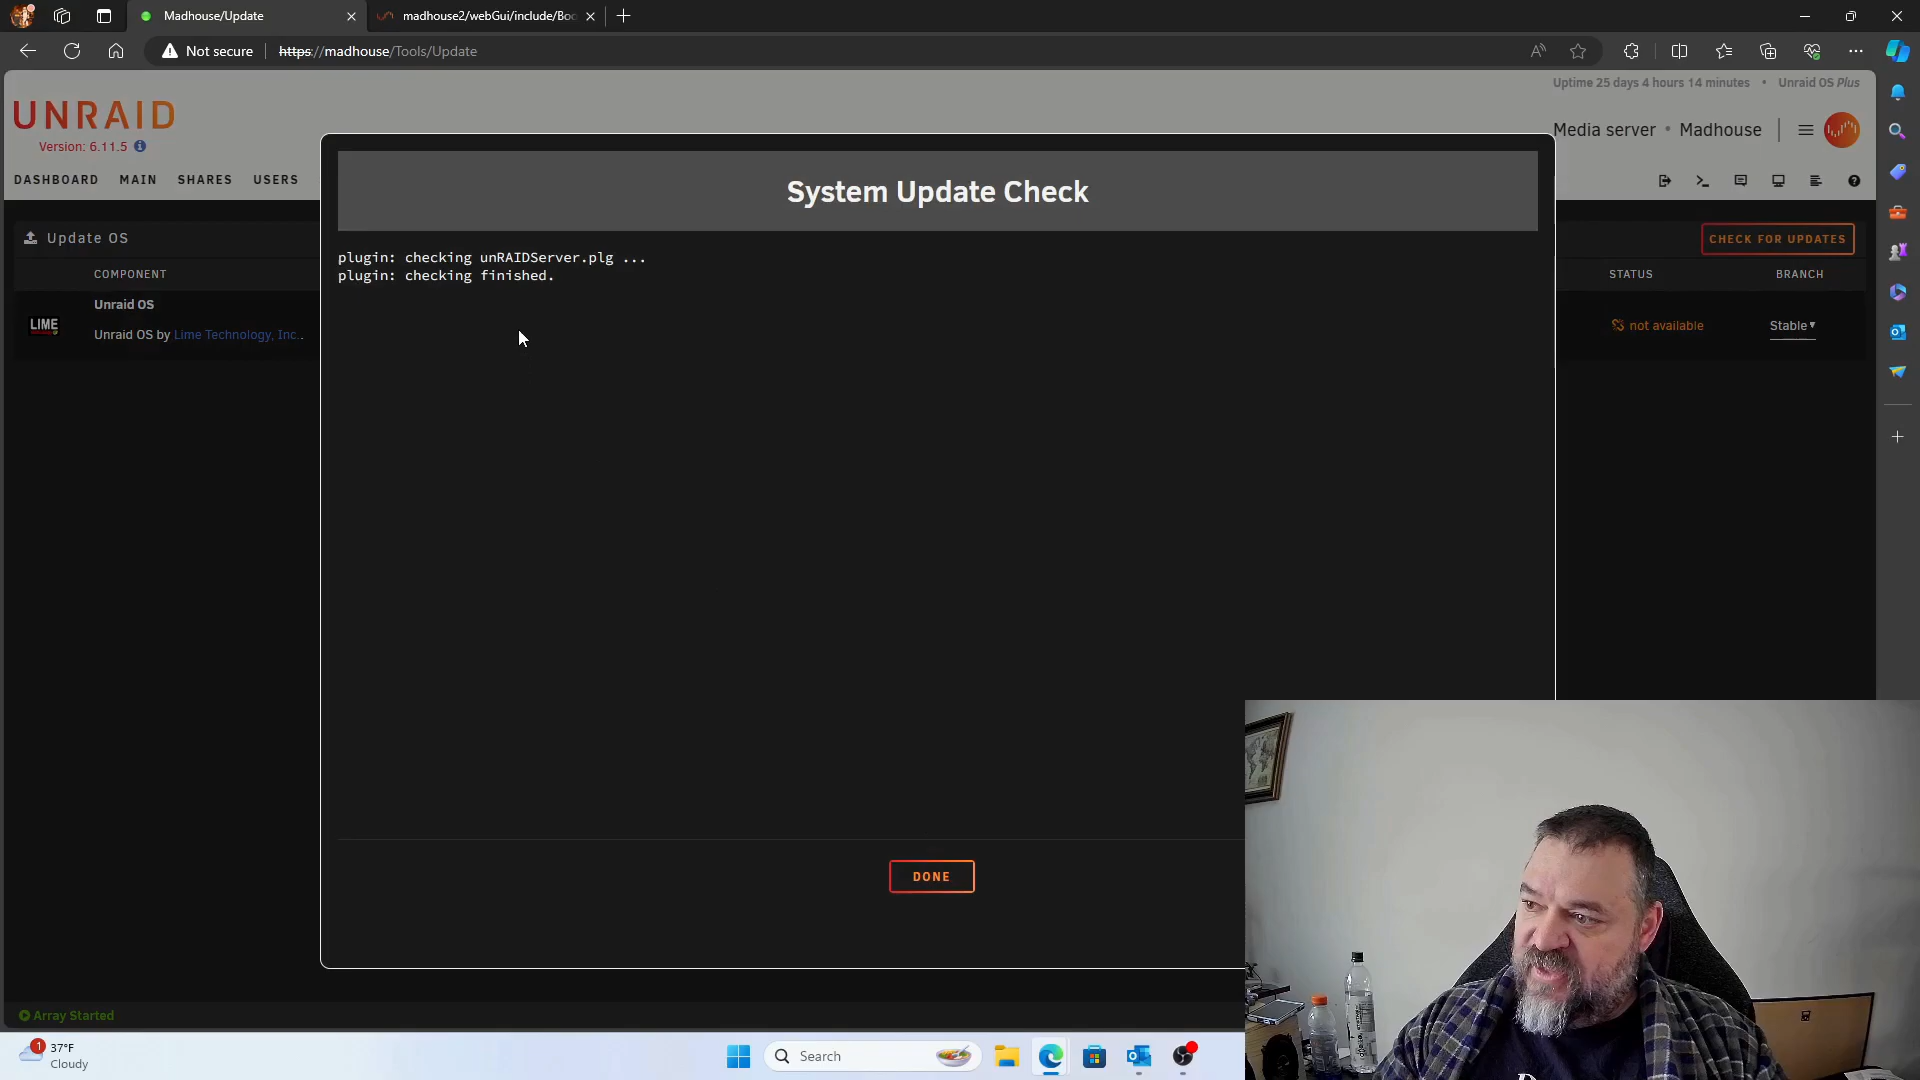 Madhouse/Update
madhouse2/webGui/include/Boo
Not secure
https://madhouse/Tools/Update
Uptime 25 days 4 hours 14 minutes • Unraid OS Plus
UNRAID
Version: 6.11.5
Media server • Madhouse
DASHBOARD MAIN SHARES USERS
System Update Check
Update OS
CHECK FOR UPDATES
COMPONENT
STATUS
BRANCH
plugin: checking unRAIDServer.plg ...
plugin: checking finished.
LIME
Unraid OS
Unraid OS by Lime Technology, Inc..
not available
Stable
DONE
Array Started
1
37°F
Cloudy
Search